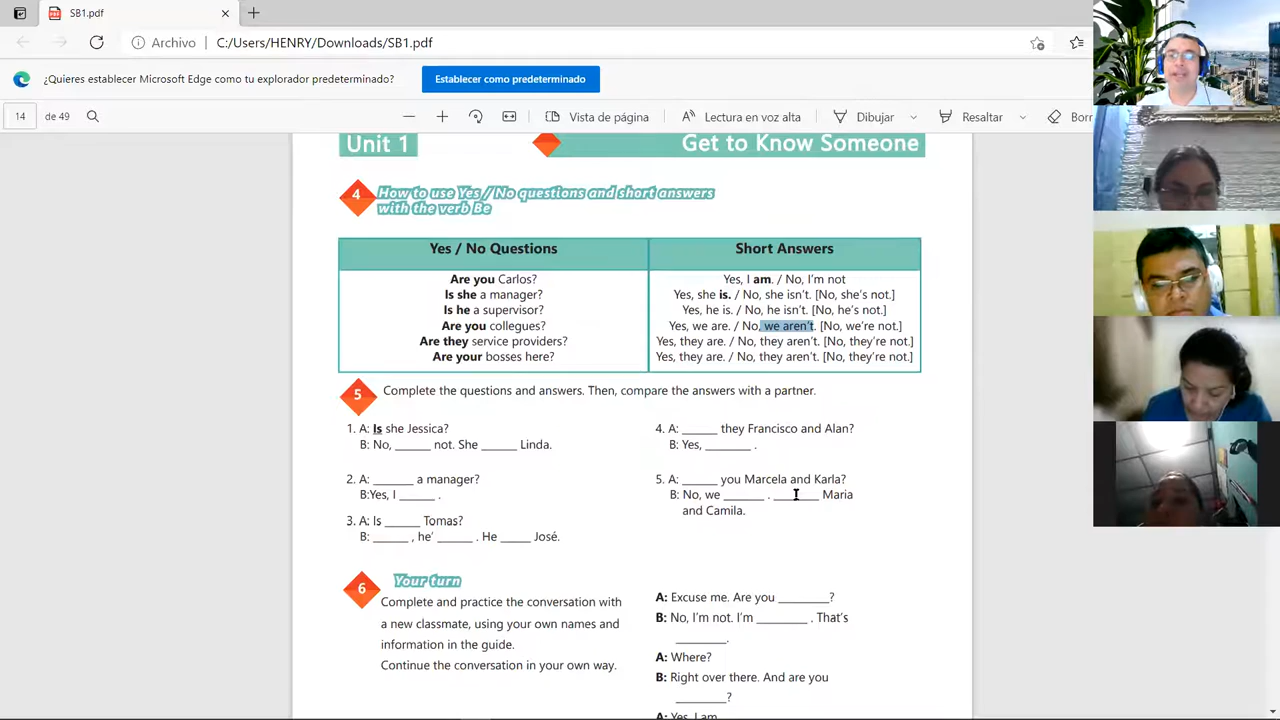 SB1.pdf
Archivo C:/Users/HENRY/Downloads/SB1.pdf
¿Quieres establecer Microsoft Edge como tu explorador predeterminado? Establecer como predeterminado
14 de 49 Vista de página Lectura en voz alta Dibujar Resaltar Borr
Unit 1 Get to Know Someone
4 How to use Yes / No questions and short answers
with the verb Be
Yes / No Questions Short Answers
Are you Carlos? Yes, I am. / No, I'm not
Is she a manager? Yes, she is. / No, she isn't. [No, she's not.]
Is he a supervisor? Yes, he is. / No, he isn't. [No, he's not.]
Are you collegues? Yes, we are. / No, we aren't. [No, we're not.]
Are they service providers? Yes, they are. / No, they aren't. [No, they're not.]
Are your bosses here? Yes, they are. / No, they aren't. [No, they're not.]
5 Complete the questions and answers. Then, compare the answers with a partner.
1. A: Is she Jessica?
B: No, ______ not. She ______ Linda.
2. A: _______ a manager?
B:Yes, I ______ .
3. A: Is ______ Tomas?
B: ______ , he' ______ . He _____ José.
4. A: ______ they Francisco and Alan?
B: Yes, ________ .
5. A: ______ you Marcela and Karla?
B: No, we _______ . ________ Maria
and Camila.
6 Your turn
Complete and practice the conversation with
a new classmate, using your own names and
information in the guide.
Continue the conversation in your own way.
A: Excuse me. Are you _________?
B: No, I'm not. I'm _________ . That's
_________.
A: Where?
B: Right over there. And are you
________?
A: Yes, I am.